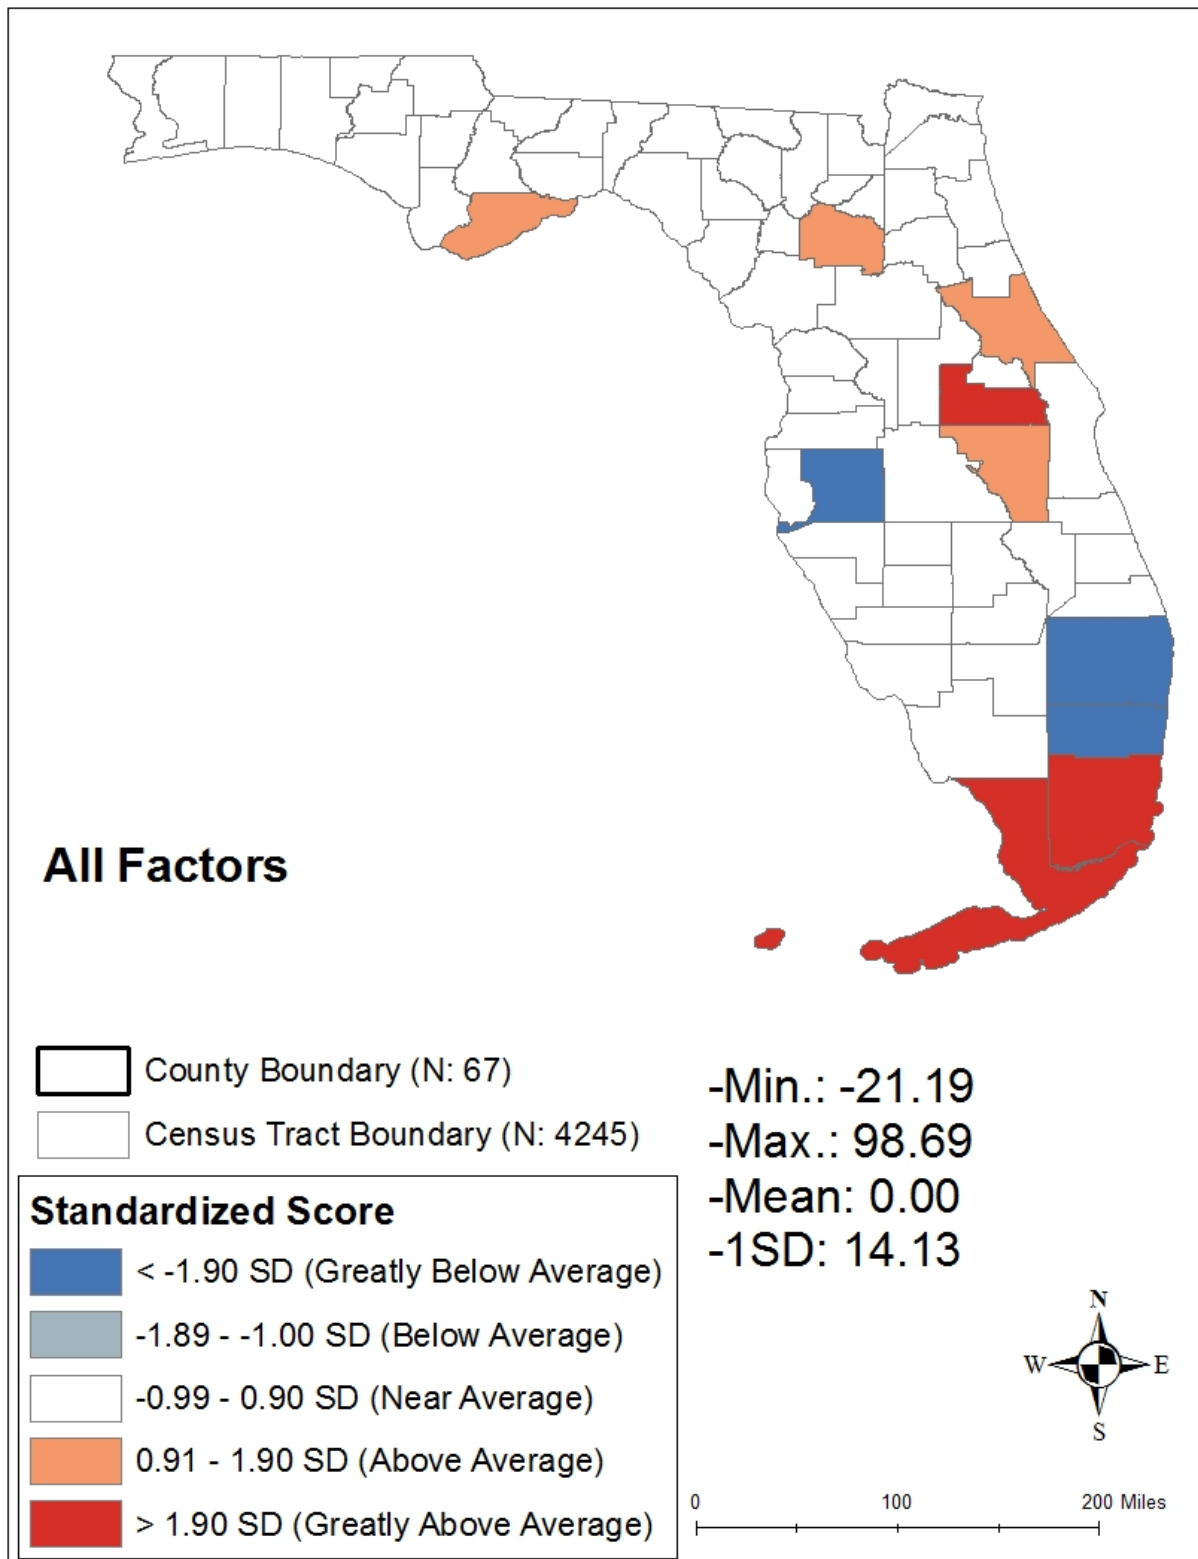 All Factors
County Boundary (N: 67)
Census Tract Boundary (N: 4245)
-Min.: -21.19
-Max.: 98.69
-Mean: 0.00
-1SD: 14.13
Standardized Score
< -1.90 SD (Greatly Below Average)
-1.89 - -1.00 SD (Below Average)
-0.99 - 0.90 SD (Near Average)
0.91 - 1.90 SD (Above Average)
> 1.90 SD (Greatly Above Average)
N
W E
S
0 100 200 Miles